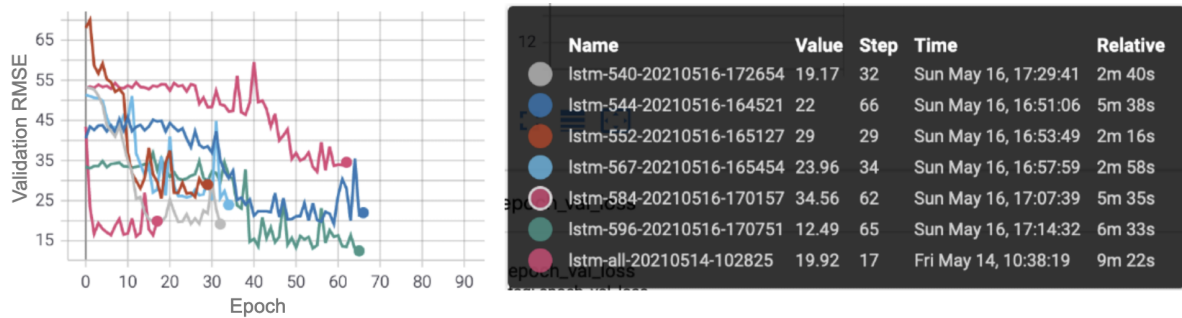 Validation RMSE
65
55
45
35
25
15
0 10 20 30 40 50 60 70 80 90
Epoch
12
Name Value Step Time Relative
lstm-540-20210516-172654 19.17 32 Sun May 16, 17:29:41 2m 40s
lstm-544-20210516-164521 22 66 Sun May 16, 16:51:06 5m 38s
lstm-552-20210516-165127 29 29 Sun May 16, 16:53:49 2m 16s
lstm-567-20210516-165454 23.96 34 Sun May 16, 16:57:59 2m 58s
lstm-584-20210516-170157 34.56 62 Sun May 16, 17:07:39 5m 35s
lstm-596-20210516-170751 12.49 65 Sun May 16, 17:14:32 6m 33s
lstm-all-20210514-102825 19.92 17 Fri May 14, 10:38:19 9m 22s
epoch_val_loss
epoch_val_loss